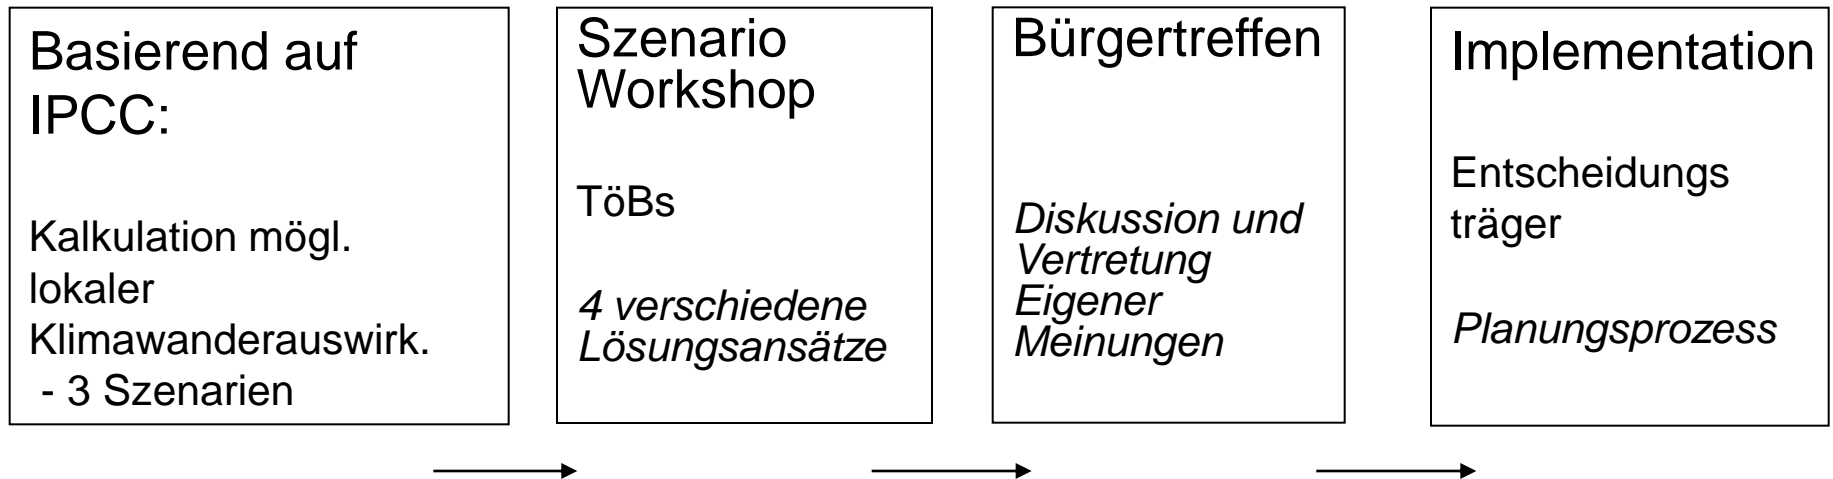 Basierend auf
IPCC:
Kalkulation mögl.
lokaler
Klimawanderauswirk.
- 3 Szenarien
Szenario
Workshop
TöBs
4 verschiedene
Lösungsansätze
Bürgertreffen
Diskussion und
Vertretung
Eigener
Meinungen
Implementation
Entscheidungs
träger
Planungsprozess